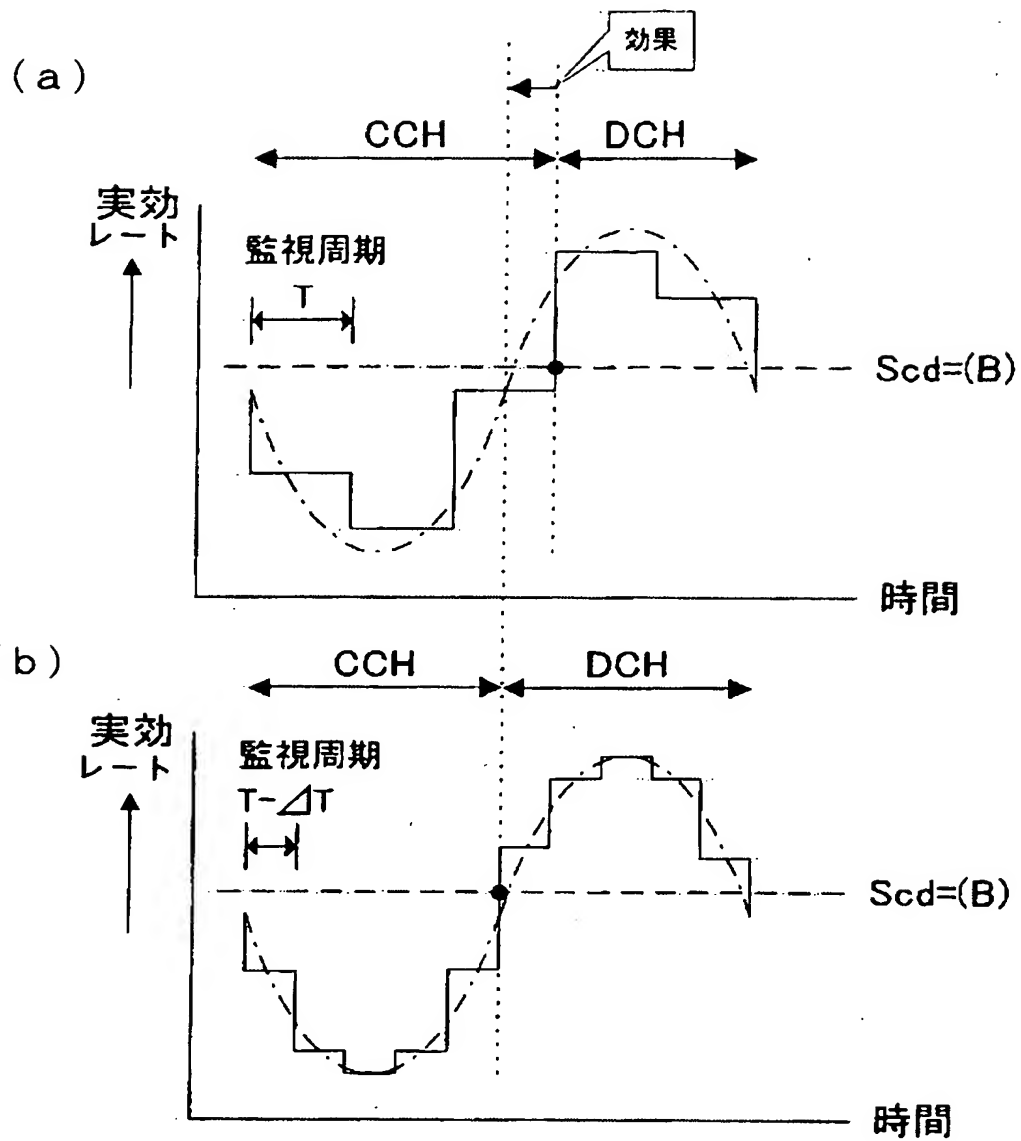 (a)
効果
CCH
DCH
実効
レート
監視周期
T
Scd=(B)
時間
b)
CCH
DCH
実効
レート
監視周期
T-⊿T
Scd=(B)
時間